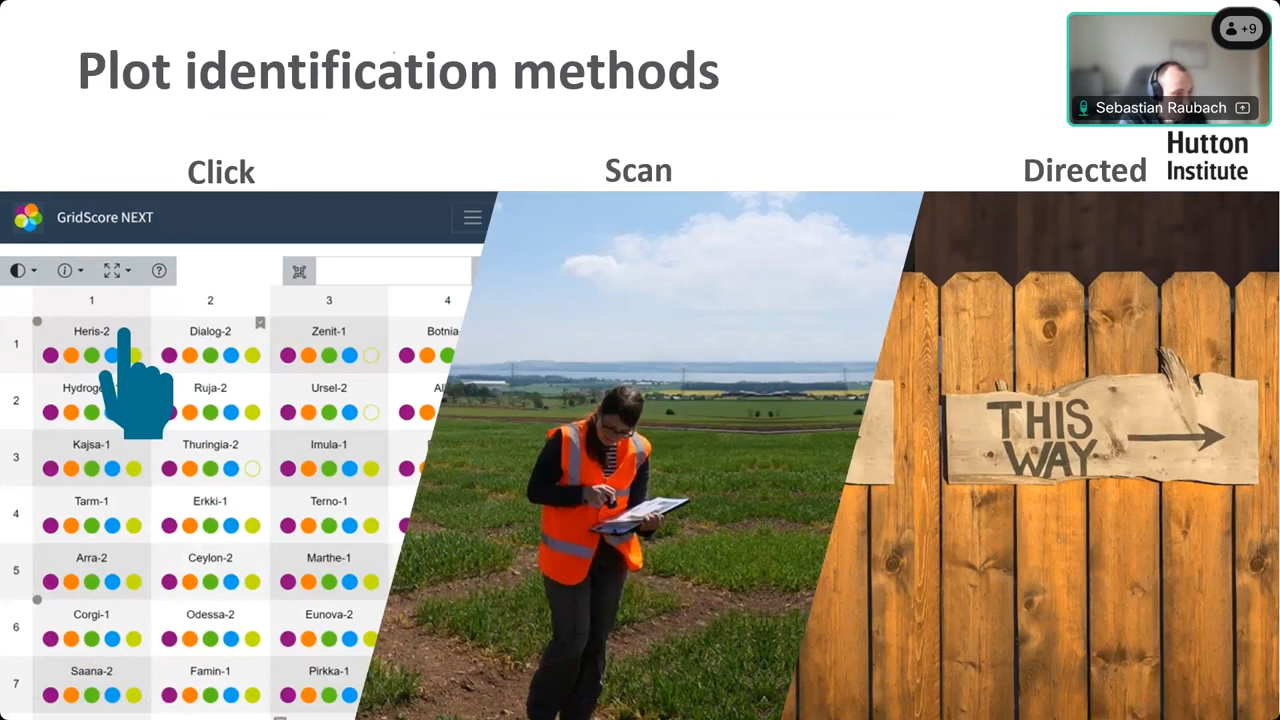 Plot identification methods
+9
Sebastian Raubach
Hutton
Institute
Click
Scan
Directed
GridScore NEXT
1 2 3 4
1 Heris-2 Dialog-2 Zenit-1 Botnia
2 Ruja-2 Ursel-2
3 Kajsa-1 Thuringia-2 Imula-1
4 Tarm-1 Erkki-1 Terno-1
5 Arra-2 Ceylon-2 Marthe-1
6 Corgi-1 Odessa-2 Eunova-2
7 Saana-2 Famin-1 Pirkka-1
THIS
WAY